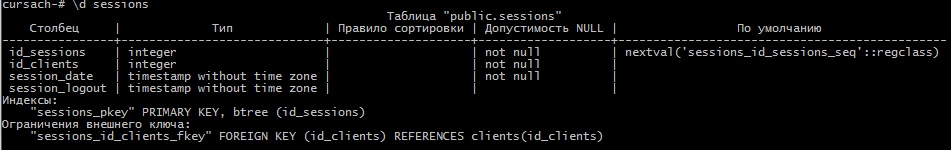 cursach-# \d sessions
Таблица "public.sessions"
Столбец | Тип | Правило сортировки | Допустимость NULL | По умолчанию
----------------+-----------------------------+--------------------+-------------------+-----------------------------------------------
id_sessions | integer | | not null | nextval('sessions_id_sessions_seq'::regclass)
id_clients | integer | | not null |
session_date | timestamp without time zone | | not null |
session_logout | timestamp without time zone | | |
Индексы:
"sessions_pkey" PRIMARY KEY, btree (id_sessions)
Ограничения внешнего ключа:
"sessions_id_clients_fkey" FOREIGN KEY (id_clients) REFERENCES clients(id_clients)